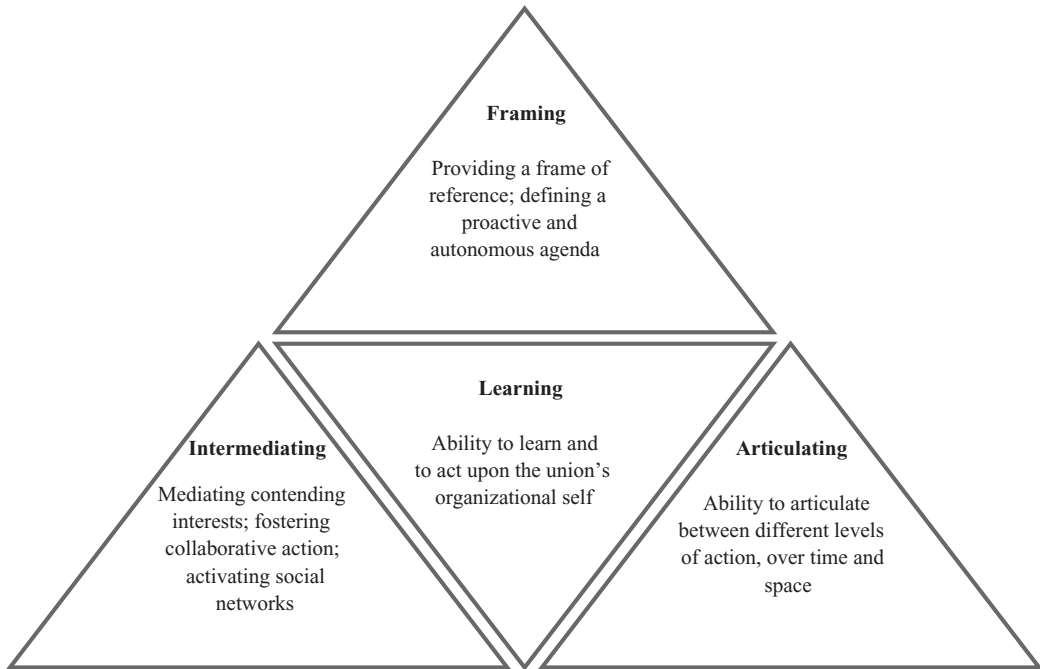 Framing
Providing a frame of
reference; defining a
proactive and
autonomous agenda
Intermediating
Mediating contending
interests; fostering
collaborative action;
activating social
networks
Learning
Ability to learn and
to act upon the union’s
organizational self
Articulating
Ability to articulate
between different levels
of action, over time and
space